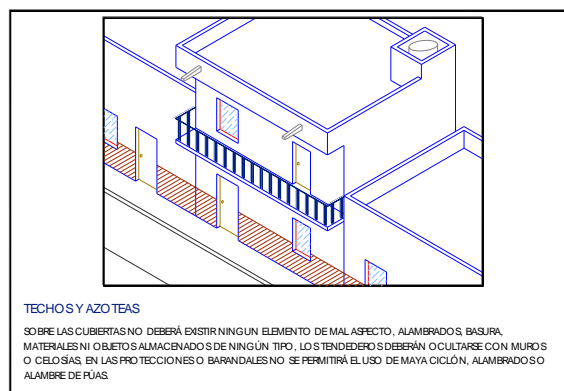 TECHOS Y AZOTEAS
SOBRE LAS CUBIERTAS NO DEBERÁ EXISTIR NINGUN ELEMENTO DE MAL ASPECTO, ALAMBRADOS, BASURA,
MATERIALES NI OBJETOS ALMACENADOS DE NINGÚN TIPO, LOS TENDEDEROS DEBERÁN OCULTARSE CON MUROS
O CELOSÍAS, EN LAS PROTECCIONES O BARANDALES NO SE PERMITIRÁ EL USO DE MAYA CICLÓN, ALAMBRADOS O
ALAMBRE DE PÚAS.